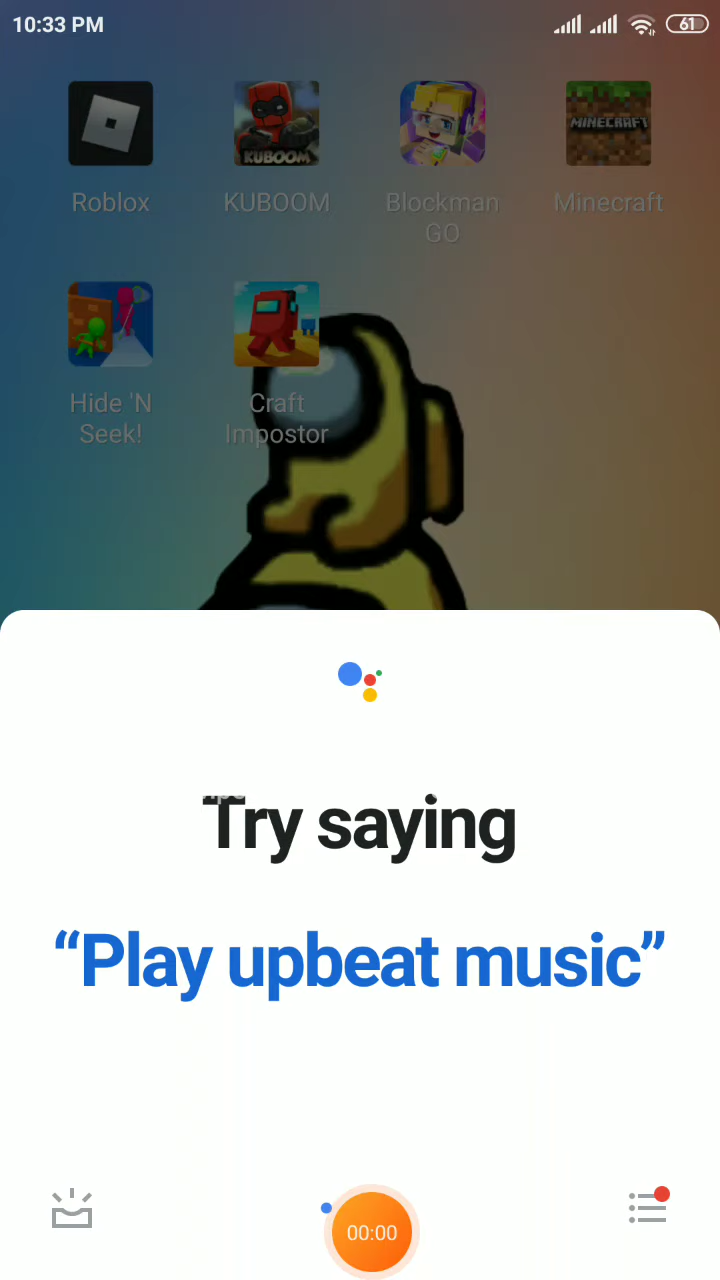 10:33 PM
61
KUBOOM
MINECRAFT
Roblox
KUBOOM
Blockman
GO
Minecraft
Hide 'N
Seek!
Craft
Impostor
Try saying
“Play upbeat music”
00:00